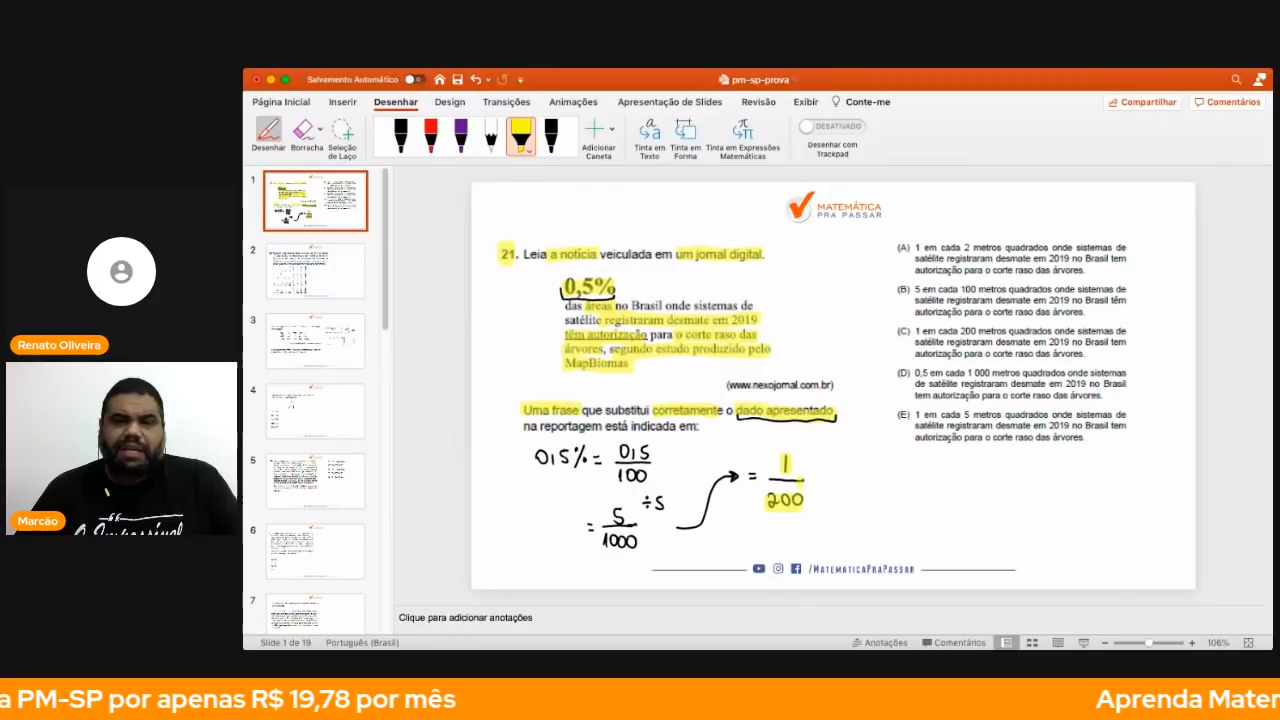 Salvamento Automático
pm-sp-prova
Página Inicial Inserir Desenhar Design Transições Animações Apresentação de Slides Revisão Exibir Conte-me
Compartilhar Comentários
Desenhar
Borracha
Seleção de Laço
Adicionar Caneta
Tinta em Texto
Tinta em Forma
Tinta em Expressões Matemáticas
DESATIVADO
Desenhar com Trackpad
1
2
3
4
5
6
7
Renato Oliveira
Marcão
MATEMÁTICA
PRA PASSAR
21. Leia a notícia veiculada em um jornal digital.
0,5%
das áreas no Brasil onde sistemas de
satélite registraram desmate em 2019
têm autorização para o corte raso das
árvores, segundo estudo produzido pelo
MapBiomas
(www.nexojornal.com.br)
Uma frase que substitui corretamente o dado apresentado
na reportagem está indicada em:
0,5% = 0,5/100
= 5/1000 ÷5
= 1/200
(A) 1 em cada 2 metros quadrados onde sistemas de
satélite registraram desmate em 2019 no Brasil tem
autorização para o corte raso das árvores.
(B) 5 em cada 100 metros quadrados onde sistemas de
satélite registraram desmate em 2019 no Brasil têm
autorização para o corte raso das árvores.
(C) 1 em cada 200 metros quadrados onde sistemas de
satélite registraram desmate em 2019 no Brasil tem
autorização para o corte raso das árvores.
(D) 0,5 em cada 1 000 metros quadrados onde sistemas
de satélite registraram desmate em 2019 no Brasil
tem autorização para o corte raso das árvores.
(E) 1 em cada 5 metros quadrados onde sistemas de
satélite registraram desmate em 2019 no Brasil tem
autorização para o corte raso das árvores.
/MATEMATICAPRAPASSAR
Clique para adicionar anotações
Slide 1 de 19 Português (Brasil)
Anotações Comentários
106%
a PM-SP por apenas R$ 19,78 por mês
Aprenda Mater